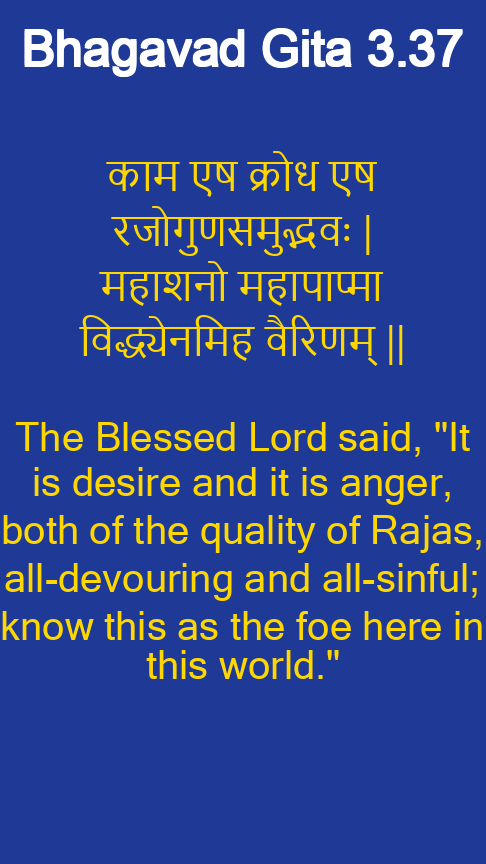 Bhagavad Gita 3.37
काम एष क्रोध एष
रजोगुणसमुद्भवः |
महाशनो महापाप्मा
विद्ध्येनमिह वैरिणम् ||
The Blessed Lord said, "It
is desire and it is anger,
both of the quality of Rajas,
all-devouring and all-sinful;
know this as the foe here in
this world."